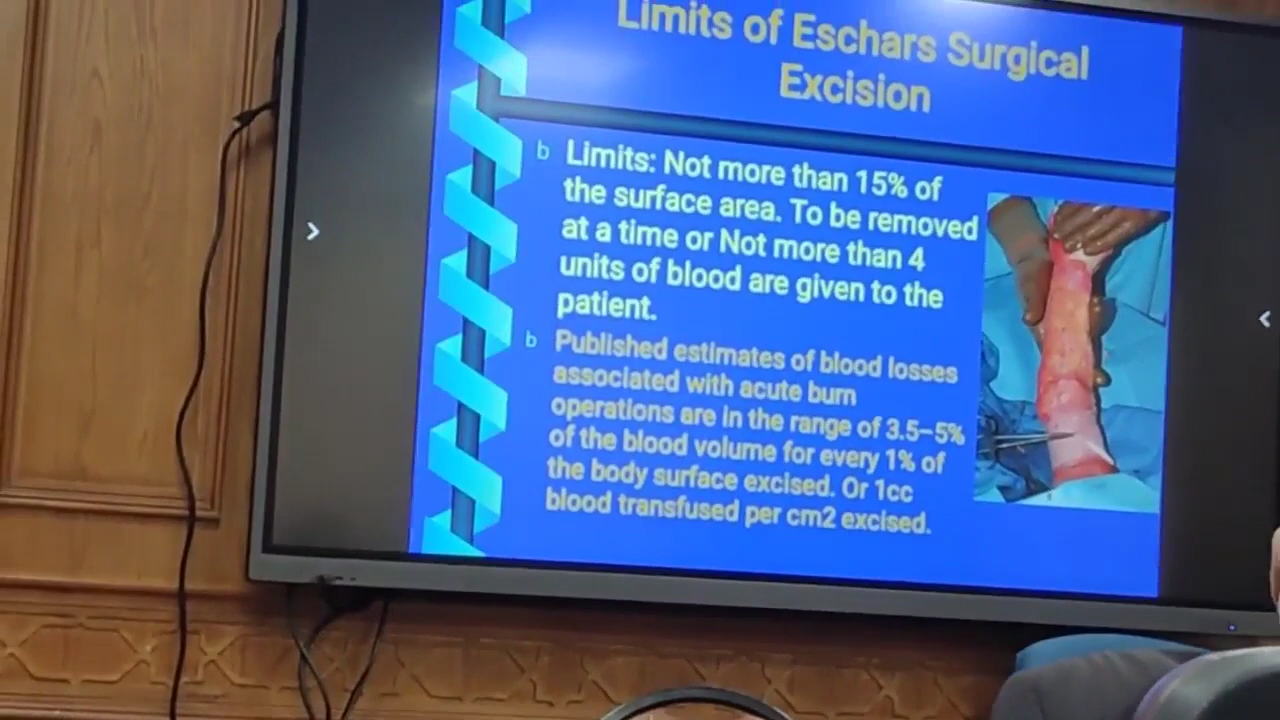 Limits of Eschars Surgical
Excision
b Limits: Not more than 15% of
the surface area. To be removed
at a time or Not more than 4
units of blood are given to the
patient.
b Published estimates of blood losses
associated with acute burn
operations are in the range of 3.5–5%
of the blood volume for every 1% of
the body surface excised. Or 1cc
blood transfused per cm2 excised.